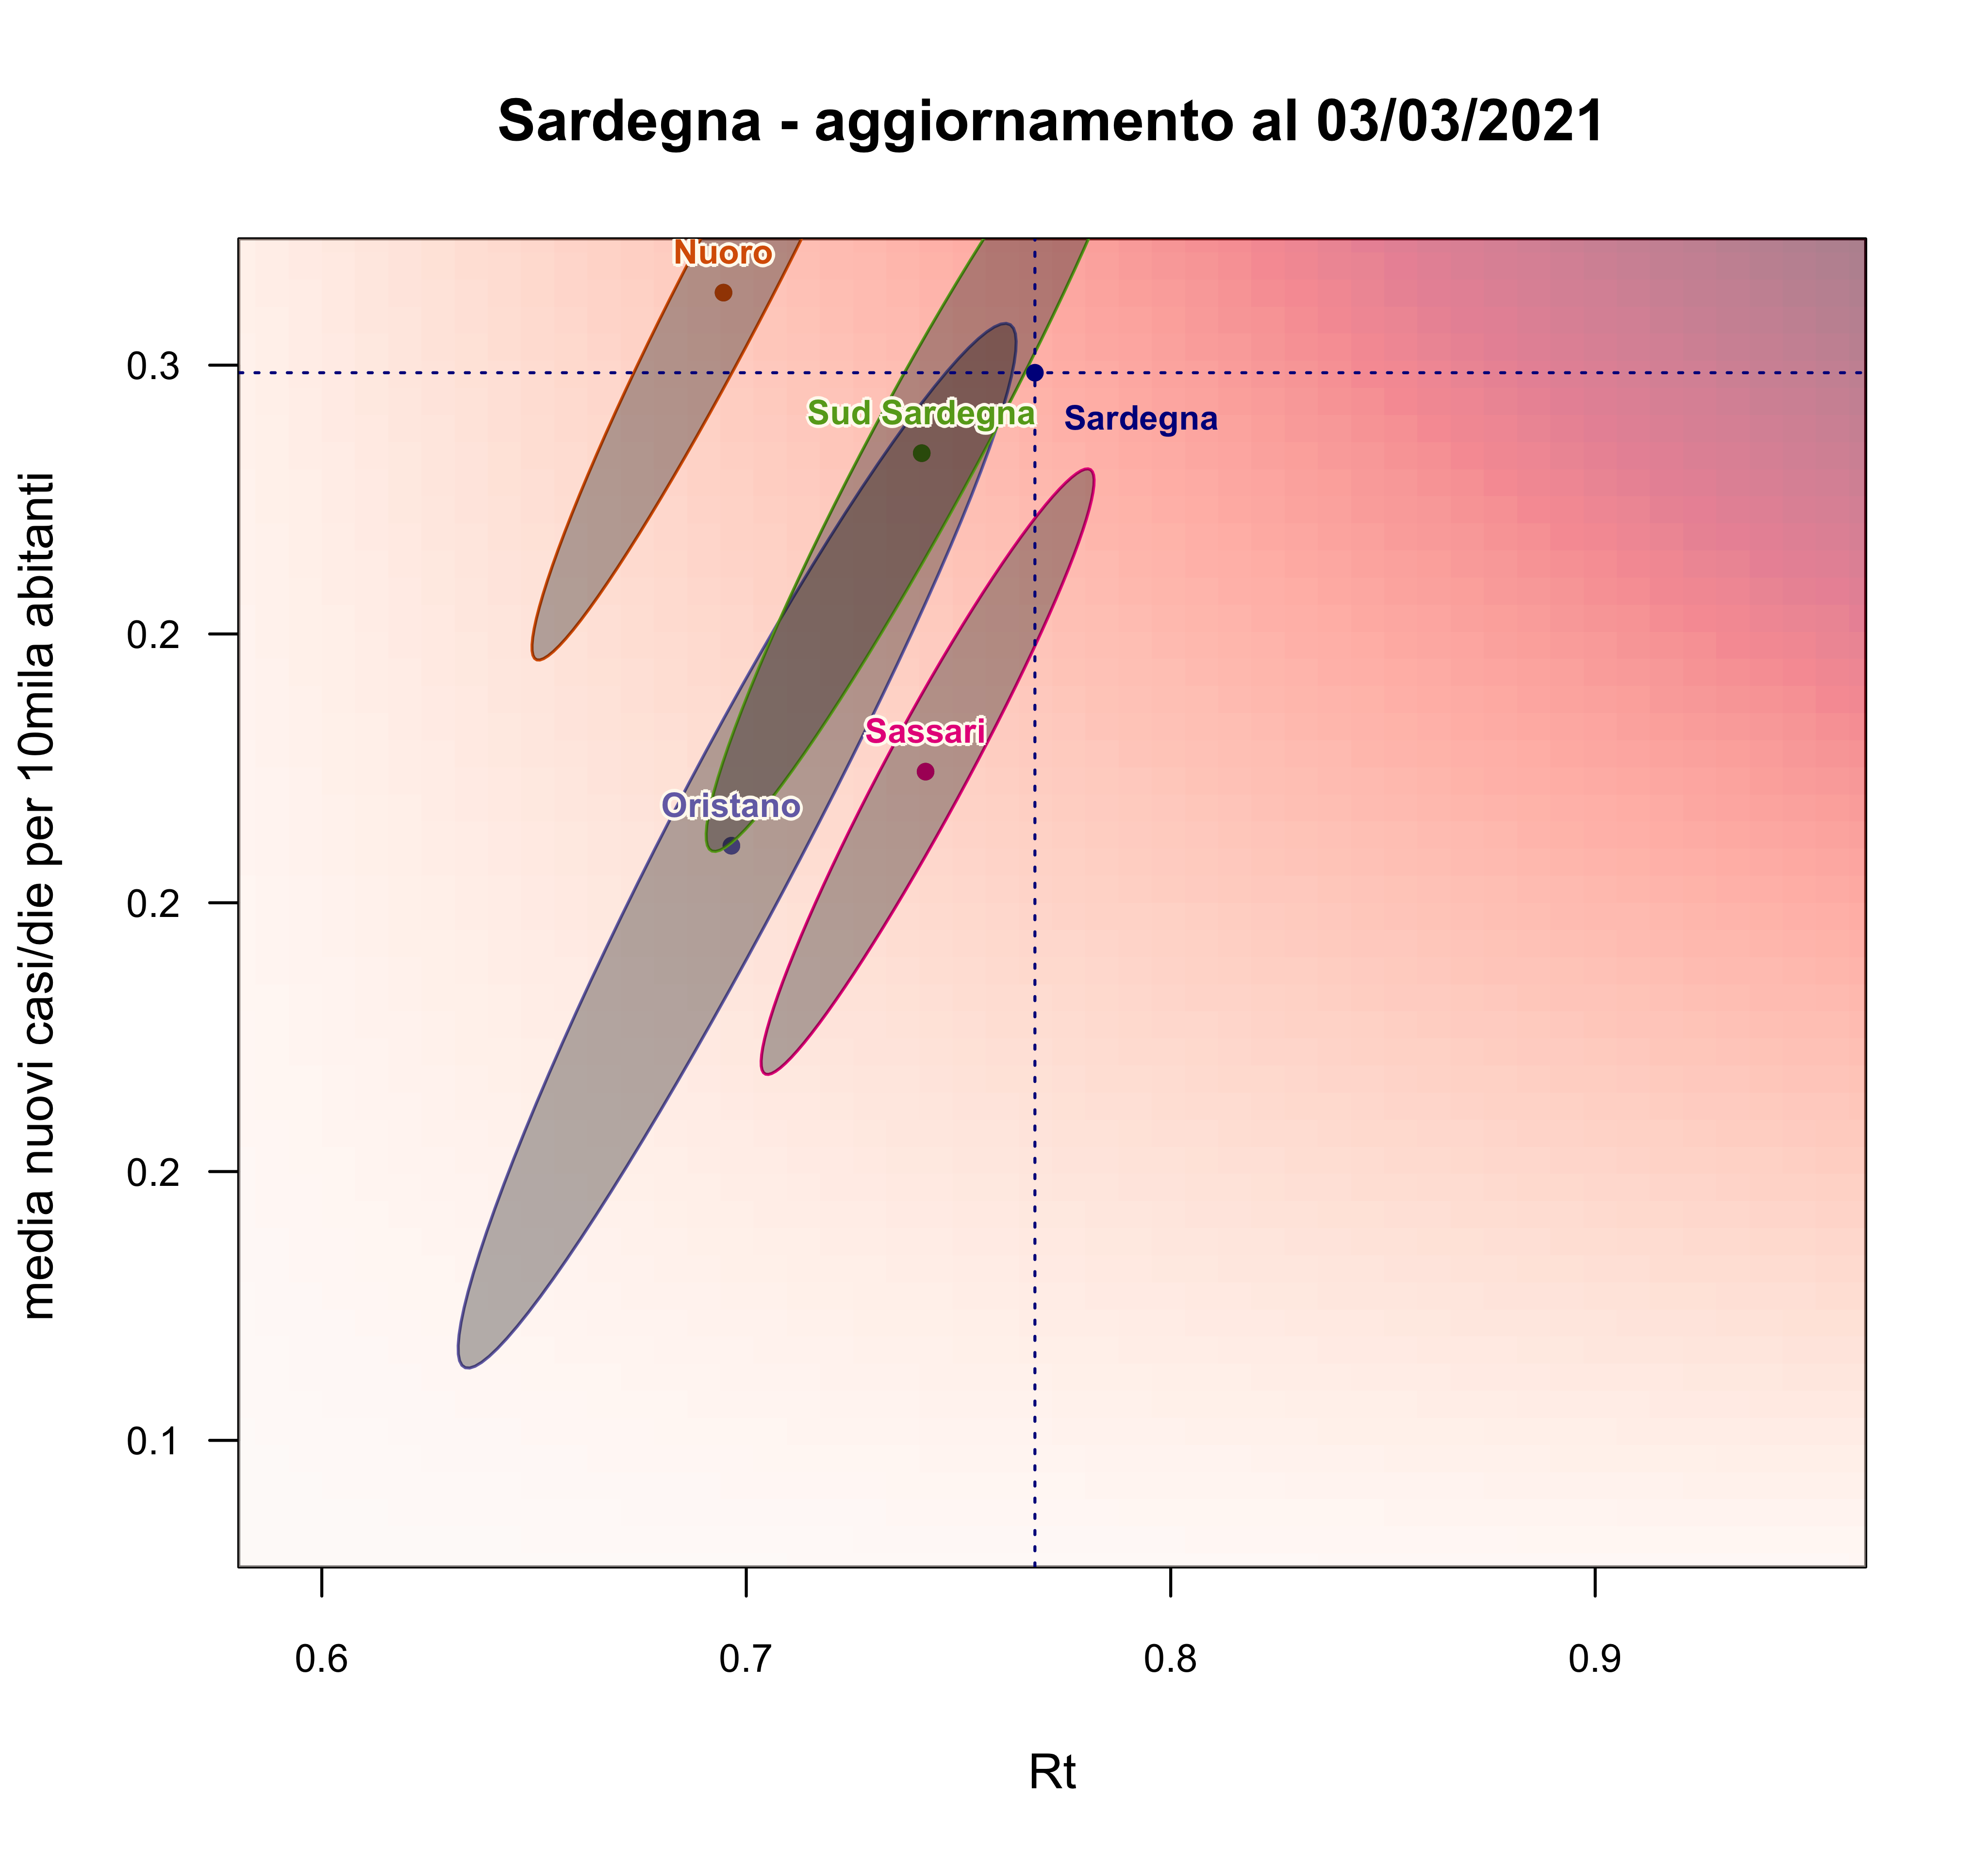 Sardegna - aggiornamento al 03/03/2021
Nuoro
0.3
Sud Sardegna
Sardegna
0.2
Sassari
Oristano
0.2
0.2
0.1
media nuovi casi/die per 10mila abitanti
0.6 0.7 0.8 0.9
Rt